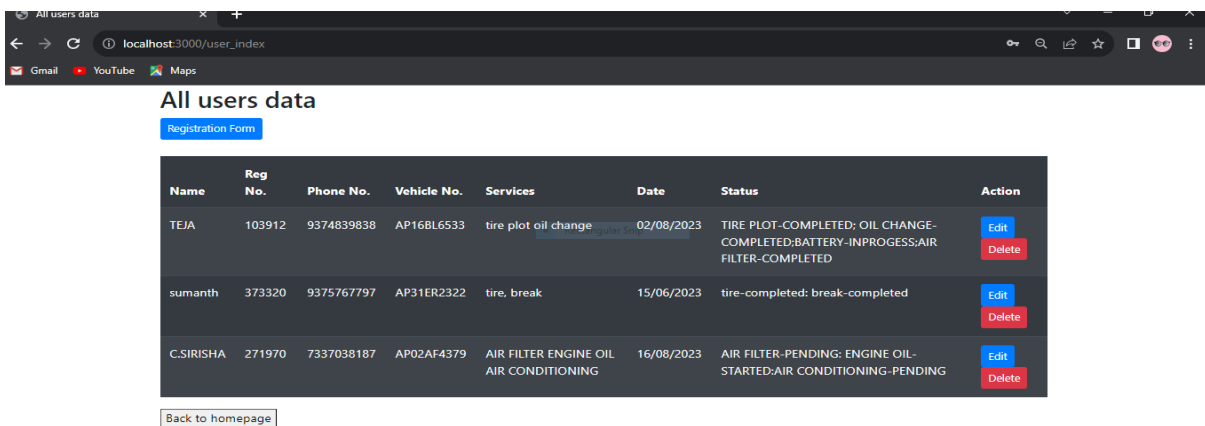 All users data
localhost:3000/user_index
Gmail YouTube Maps
All users data
Registration Form
Name Reg No. Phone No. Vehicle No. Services Date Status Action
TEJA 103912 9374839838 AP16BL6533 tire plot oil change 02/08/2023 TIRE PLOT-COMPLETED; OIL CHANGE-
COMPLETED;BATTERY-INPROGESS;AIR
FILTER-COMPLETED
Edit
Delete
Rectangular Snip
sumanth 373320 9375767797 AP31ER2322 tire, break 15/06/2023 tire-completed: break-completed
Edit
Delete
C.SIRISHA 271970 7337038187 AP02AF4379 AIR FILTER ENGINE OIL 16/08/2023 AIR FILTER-PENDING: ENGINE OIL-
AIR CONDITIONING STARTED:AIR CONDITIONING-PENDING
Edit
Delete
Back to homepage